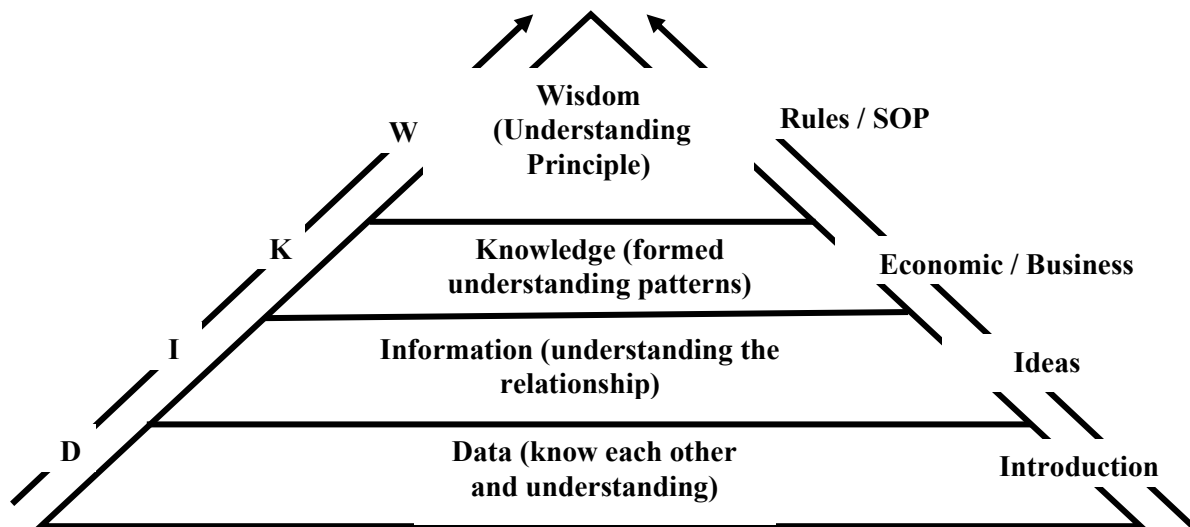 Wisdom
(Understanding
Principle)
W
Rules / SOP
K
Knowledge (formed
understanding patterns)
Economic / Business
I
Information (understanding the
relationship)
Ideas
D
Data (know each other
and understanding)
Introduction